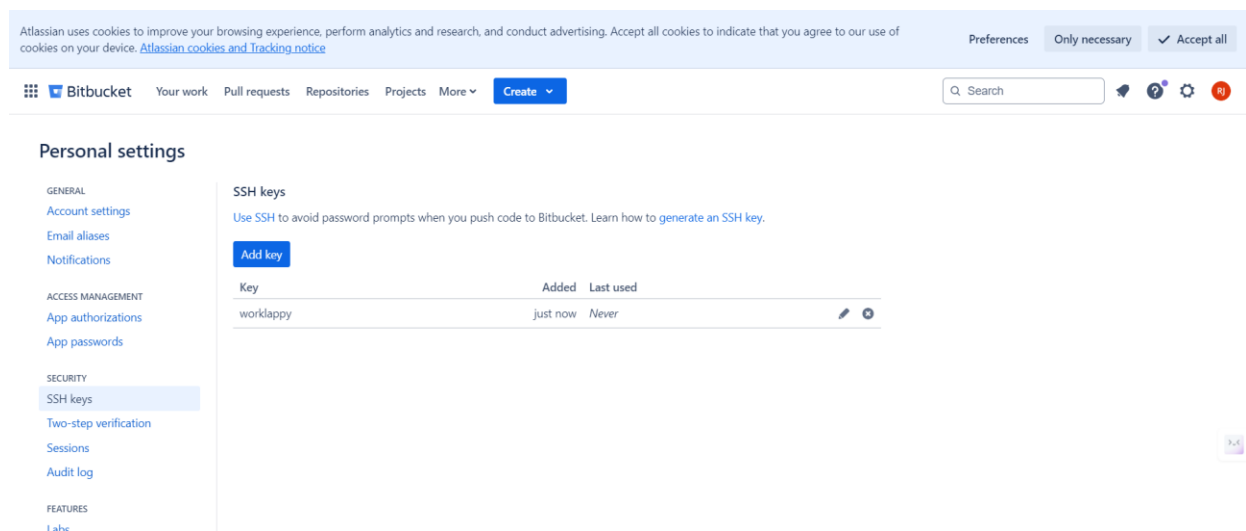 Atlassian uses cookies to improve your browsing experience, perform analytics and research, and conduct advertising. Accept all cookies to indicate that you agree to our use of
cookies on your device. Atlassian cookies and Tracking notice
Preferences
Only necessary
Accept all
Bitbucket
Your work
Pull requests
Repositories
Projects
More
Create
Search
RJ
Personal settings
GENERAL
Account settings
Email aliases
Notifications
ACCESS MANAGEMENT
App authorizations
App passwords
SECURITY
SSH keys
Two-step verification
Sessions
Audit log
FEATURES
Labs
SSH keys
Use SSH to avoid password prompts when you push code to Bitbucket. Learn how to generate an SSH key.
Add key
Key Added Last used
worklappy just now Never